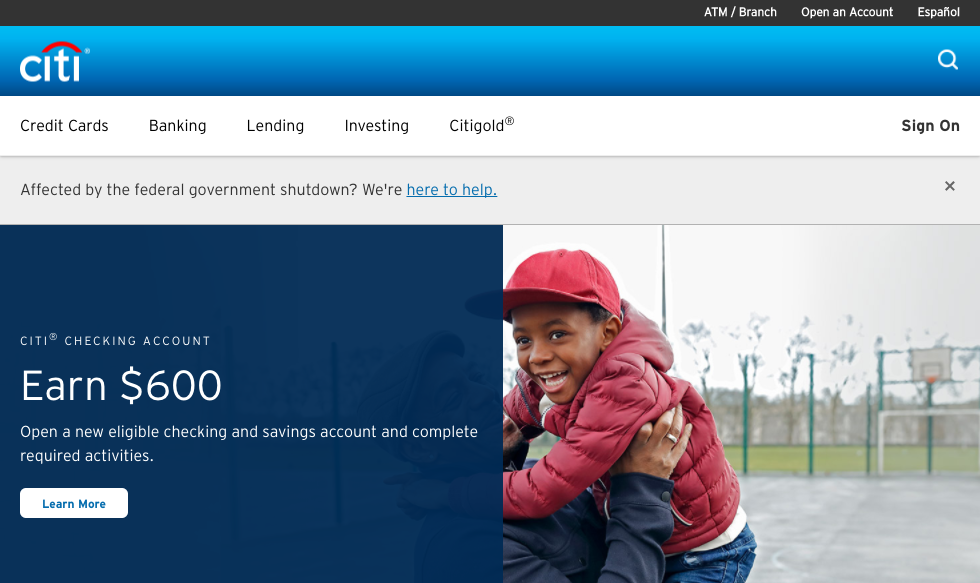 ATM / Branch Open an Account Español
citi®
Credit Cards Banking Lending Investing Citigold® Sign On
Affected by the federal government shutdown? We're here to help.
CITI® CHECKING ACCOUNT
Earn $600
Open a new eligible checking and savings account and complete
required activities.
Learn More